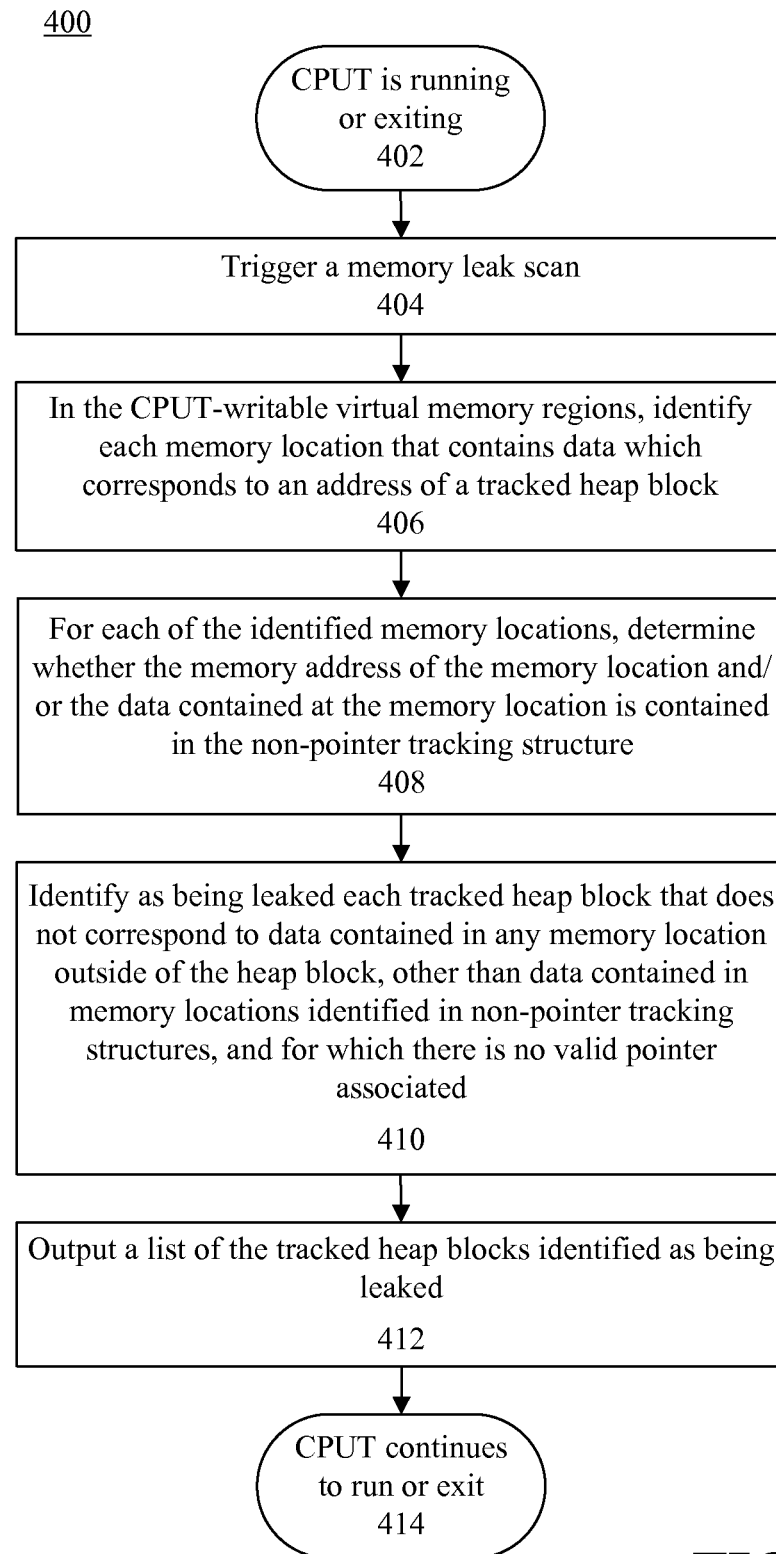 400
CPUT is running
or exiting
402
Trigger a memory leak scan
404
In the CPUT-writable virtual memory regions, identify
each memory location that contains data which
corresponds to an address of a tracked heap block
406
For each of the identified memory locations, determine
whether the memory address of the memory location and/
or the data contained at the memory location is contained
in the non-pointer tracking structure
408
Identify as being leaked each tracked heap block that does
not correspond to data contained in any memory location
outside of the heap block, other than data contained in
memory locations identified in non-pointer tracking
structures, and for which there is no valid pointer
associated
410
Output a list of the tracked heap blocks identified as being
leaked
412
CPUT continues
to run or exit
414